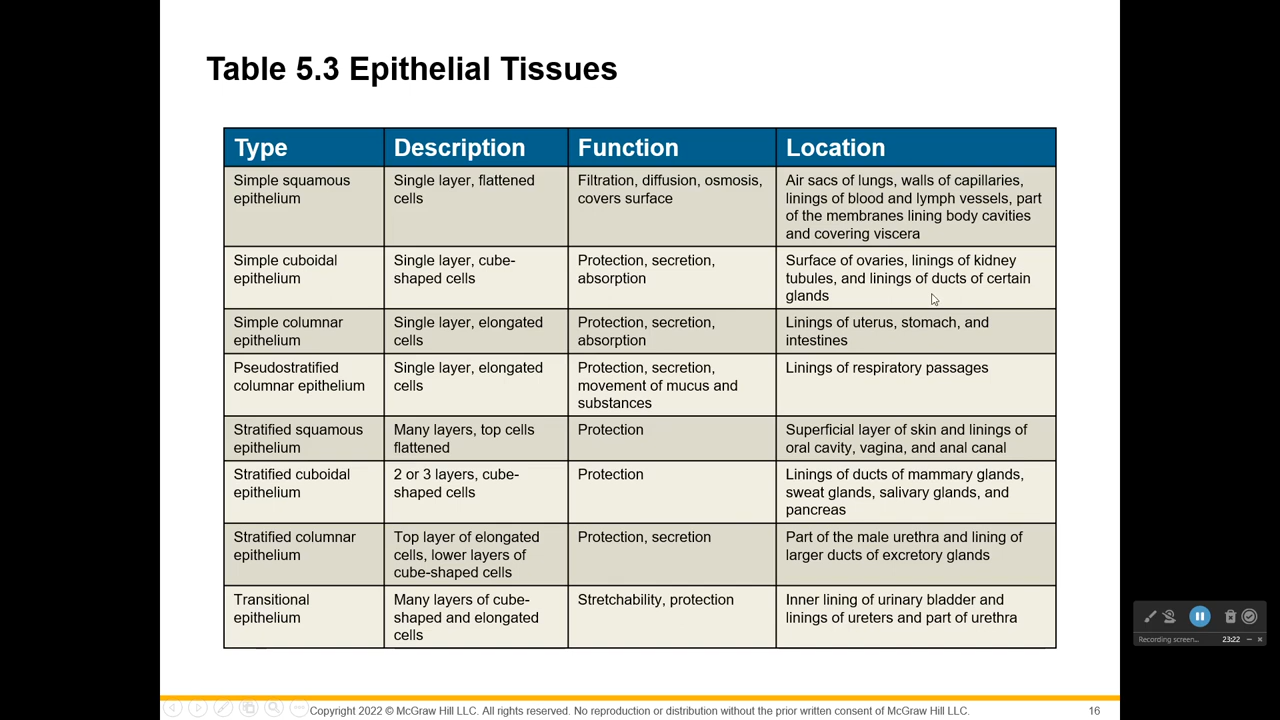 Table 5.3 Epithelial Tissues
Type Description Function Location
Simple squamous epithelium
Single layer, flattened cells
Filtration, diffusion, osmosis, covers surface
Air sacs of lungs, walls of capillaries, linings of blood and lymph vessels, part of the membranes lining body cavities and covering viscera
Simple cuboidal epithelium
Single layer, cube-shaped cells
Protection, secretion, absorption
Surface of ovaries, linings of kidney tubules, and linings of ducts of certain glands
Simple columnar epithelium
Single layer, elongated cells
Protection, secretion, absorption
Linings of uterus, stomach, and intestines
Pseudostratified columnar epithelium
Single layer, elongated cells
Protection, secretion, movement of mucus and substances
Linings of respiratory passages
Stratified squamous epithelium
Many layers, top cells flattened
Protection
Superficial layer of skin and linings of oral cavity, vagina, and anal canal
Stratified cuboidal epithelium
2 or 3 layers, cube-shaped cells
Protection
Linings of ducts of mammary glands, sweat glands, salivary glands, and pancreas
Stratified columnar epithelium
Top layer of elongated cells, lower layers of cube-shaped cells
Protection, secretion
Part of the male urethra and lining of larger ducts of excretory glands
Transitional epithelium
Many layers of cube-shaped and elongated cells
Stretchability, protection
Inner lining of urinary bladder and linings of ureters and part of urethra
Recording screen... 23:22
Copyright 2022 © McGraw Hill LLC. All rights reserved. No reproduction or distribution without the prior written consent of McGraw Hill LLC. 16